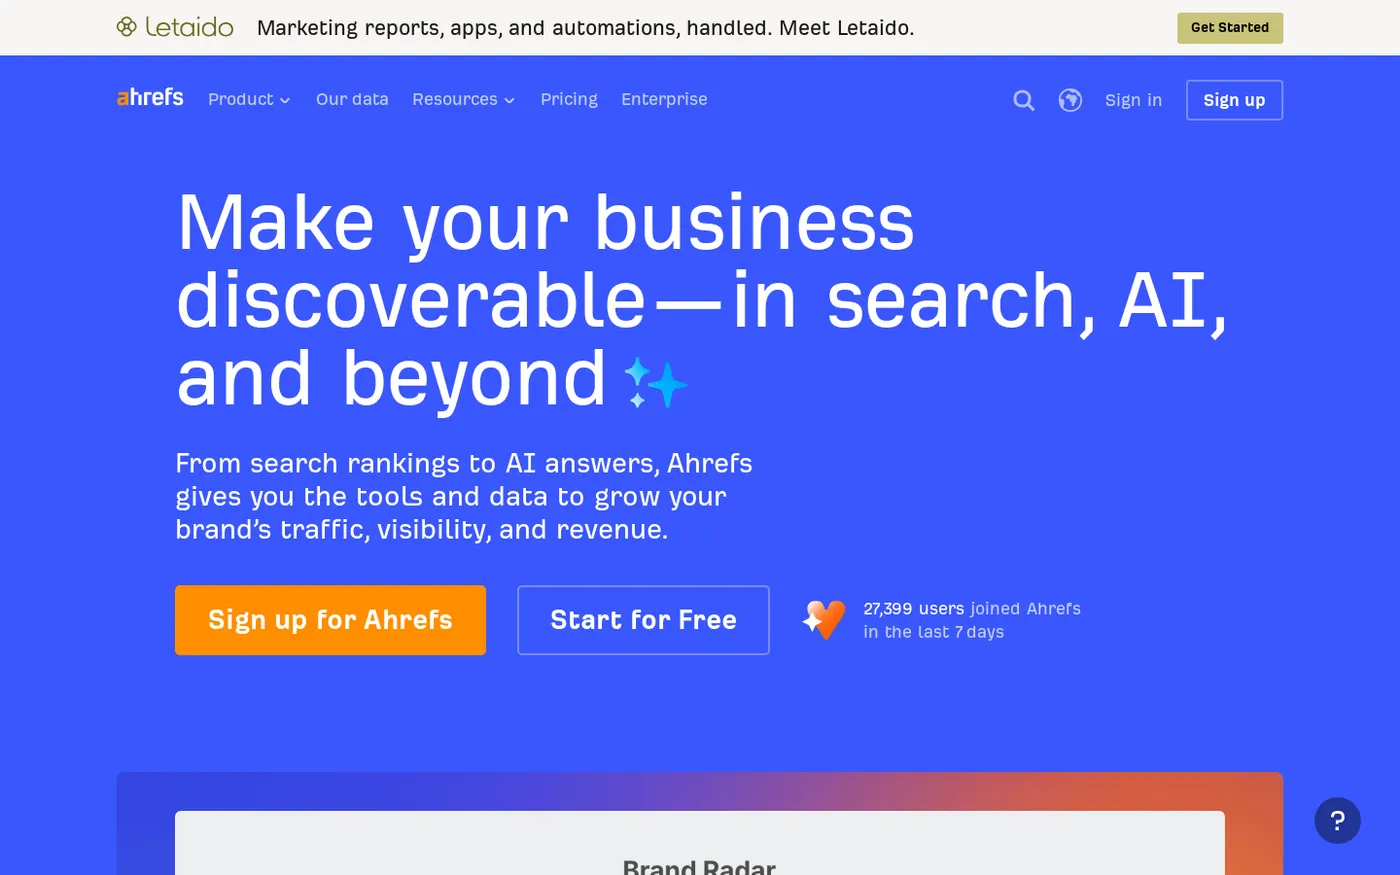 Letaido
Marketing reports, apps, and automations, handled. Meet Letaido.
Get Started
ahrefs
Product
Our data
Resources
Pricing
Enterprise
Sign in
Sign up
Make your business
discoverable—in search, AI,
and beyond
From search rankings to AI answers, Ahrefs
gives you the tools and data to grow your
brand’s traffic, visibility, and revenue.
Sign up for Ahrefs
Start for Free
27,399 users joined Ahrefs
in the last 7 days
Brand Radar
?